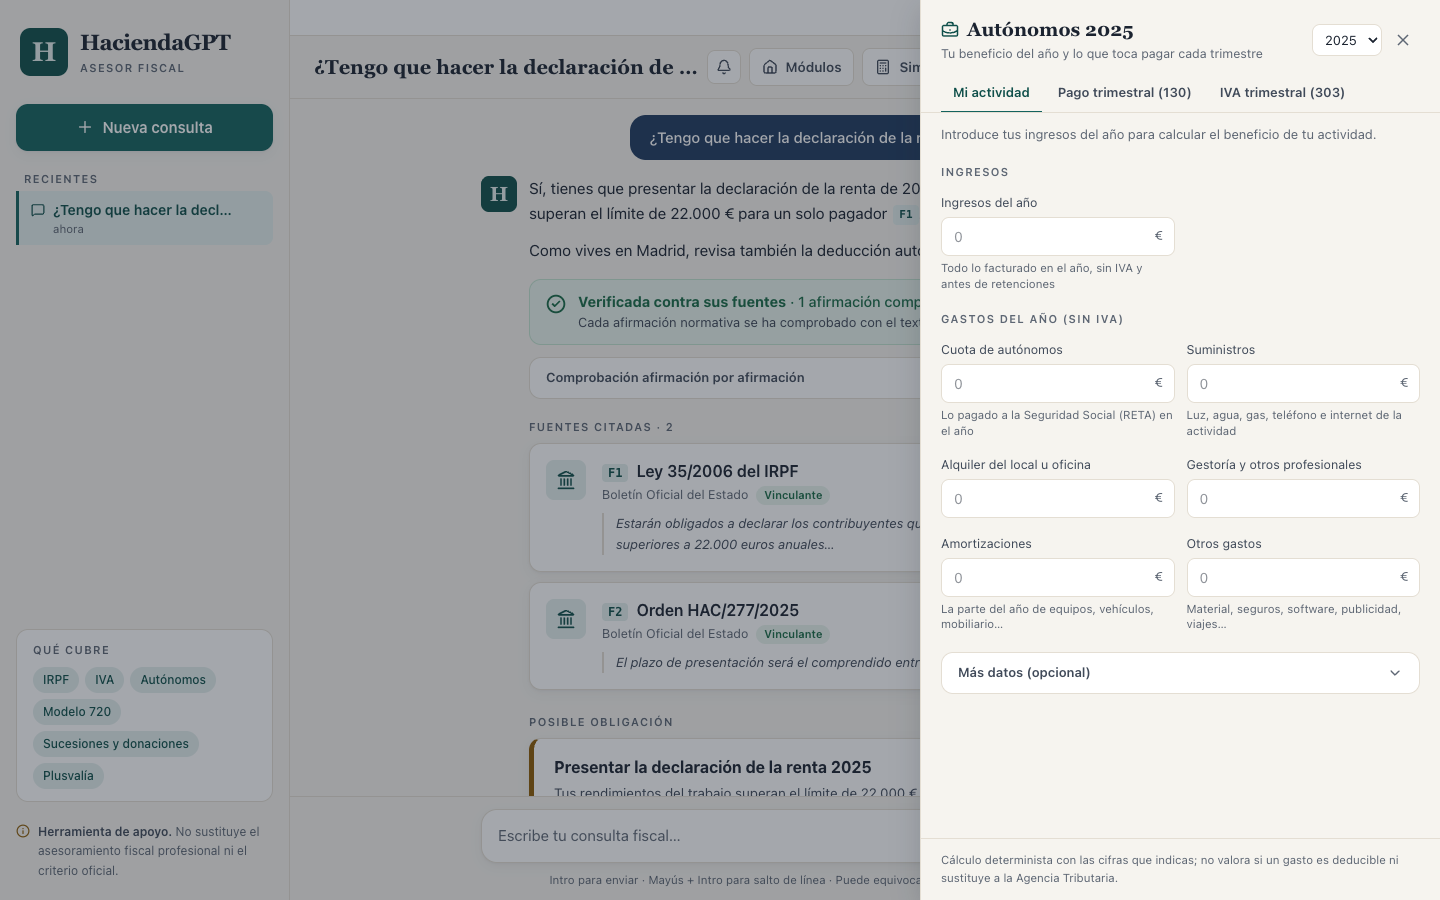 H
HaciendaGPT
ASESOR FISCAL
Nueva consulta
RECIENTES
¿Tengo que hacer la decl...
ahora
QUÉ CUBRE
IRPF IVA Autónomos
Modelo 720
Sucesiones y donaciones
Plusvalía
Herramienta de apoyo. No sustituye el
asesoramiento fiscal profesional ni el
criterio oficial.
¿Tengo que hacer la declaración de ...
Módulos
¿Tengo que hacer la declaración de la
H
Sí, tienes que presentar la declaración de la renta de 20
superan el límite de 22.000 € para un solo pagador F1
Como vives en Madrid, revisa también la deducción
Verificada contra sus fuentes · 1 afirmación
Cada afirmación normativa se ha comprobado con el
Comprobación afirmación por afirmación
FUENTES CITADAS · 2
F1 Ley 35/2006 del IRPF
Boletín Oficial del Estado Vinculante
Estarán obligados a declarar los contribuyentes
superiores a 22.000 euros anuales…
F2 Orden HAC/277/2025
Boletín Oficial del Estado Vinculante
El plazo de presentación será el comprendido
POSIBLE OBLIGACIÓN
Presentar la declaración de la renta 2025
Tus rendimientos del trabajo superan el límite de 22.000 €
Escribe tu consulta fiscal...
Intro para enviar · Mayús + Intro para salto de línea · Puede
Autónomos 2025
Tu beneficio del año y lo que toca pagar cada trimestre
2025
Mi actividad
Pago trimestral (130)
IVA trimestral (303)
Introduce tus ingresos del año para calcular el beneficio de tu actividad.
INGRESOS
Ingresos del año
0 €
Todo lo facturado en el año, sin IVA y
antes de retenciones
GASTOS DEL AÑO (SIN IVA)
Cuota de autónomos
0 €
Lo pagado a la Seguridad Social (RETA) en
el año
Suministros
0 €
Luz, agua, gas, teléfono e internet de la
actividad
Alquiler del local u oficina
0 €
Gestoría y otros profesionales
0 €
Amortizaciones
0 €
La parte del año de equipos, vehículos,
mobiliario…
Otros gastos
0 €
Material, seguros, software, publicidad,
viajes…
Más datos (opcional)
Cálculo determinista con las cifras que indicas; no valora si un gasto es deducible ni
sustituye a la Agencia Tributaria.